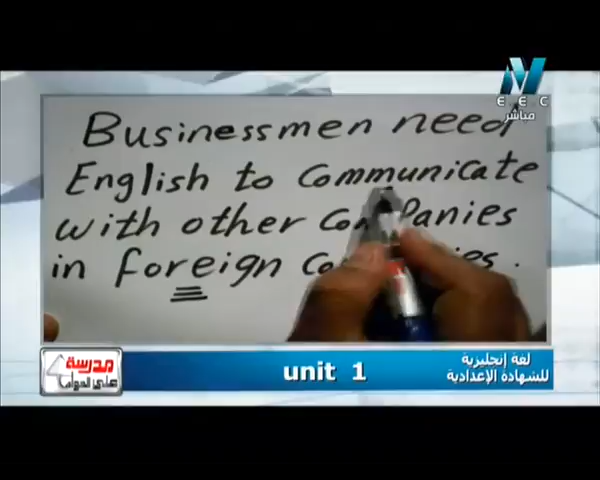 E.E.C
مباشر
Businessmen need
English to communicate
with other companies
in foreign
مدرسة
على الهواء
unit 1
لغة إنجليزية
للشهادة الإعدادية